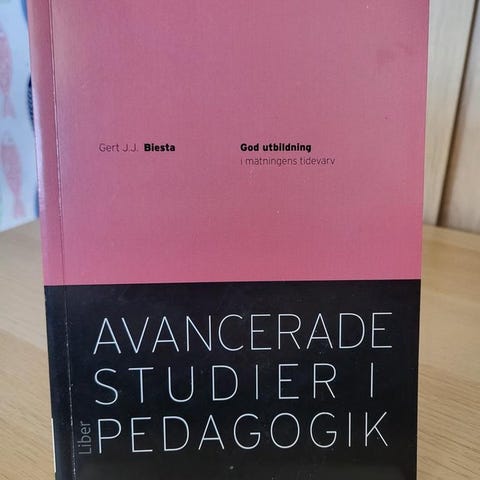 Gert J.J. Biesta
God utbildning
i mätningens tidevarv
AVANCERADE
STUDIER I
PEDAGOGIK
Liber